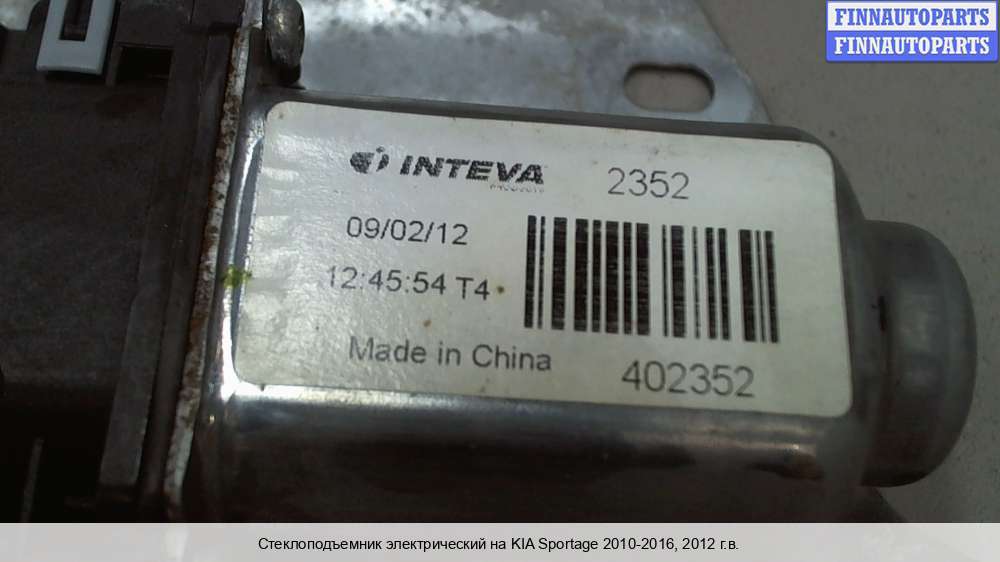 FINNAUTOPARTS
FINNAUTOPARTS
INTEVA 2352
PRODUCTS
09/02/12
12:45:54 T4
Made in China
402352
Стеклоподъемник электрический на KIA Sportage 2010-2016, 2012 г.в.